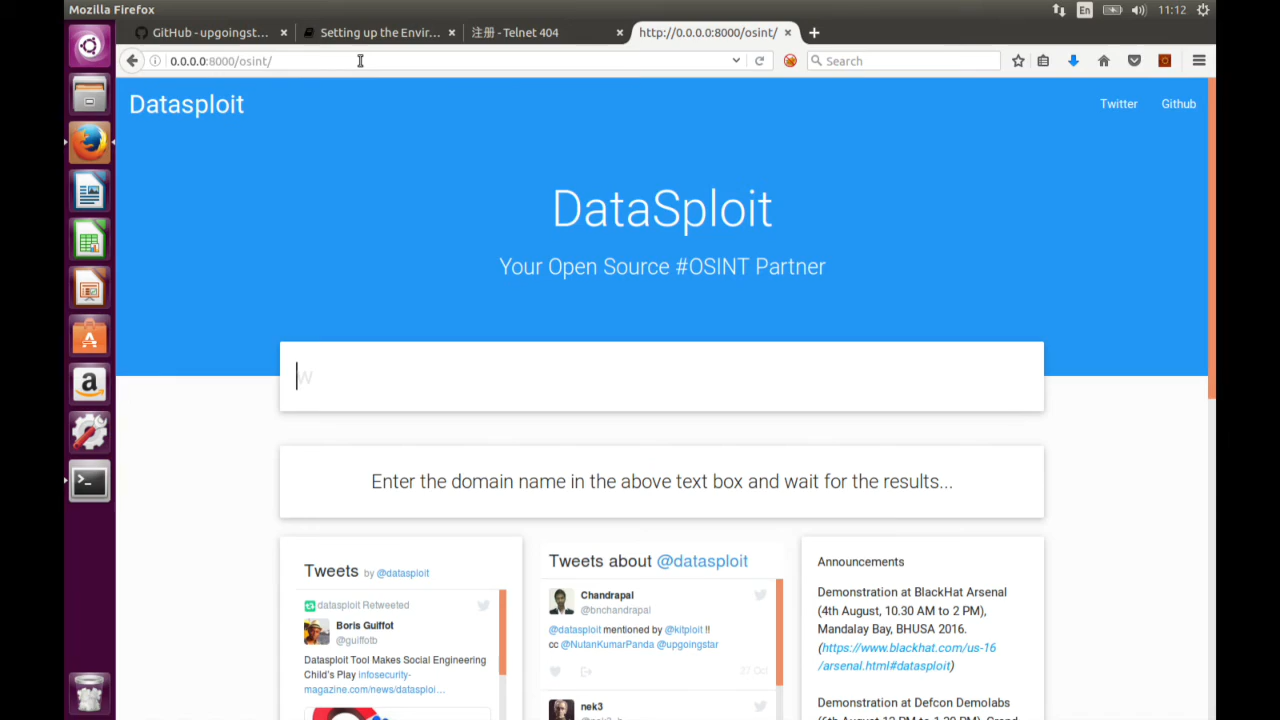 Mozilla Firefox
En
11:12
GitHub - upgoingst...
Setting up the Envir...
注册 - Telnet 404
http://0.0.0.0:8000/osint/
0.0.0.0:8000/osint/
Search
Datasploit
Twitter
Github
DataSploit
Your Open Source #OSINT Partner
W
Enter the domain name in the above text box and wait for the results...
Tweets by @datasploit
datasploit Retweeted
Boris Guiffot
@guiffotb
Datasploit Tool Makes Social Engineering
Child's Play infosecurity-
magazine.com/news/datasploi...
Tweets about @datasploit
Chandrapal
@bnchandrapal
@datasploit mentioned by @kitploit !!
cc @NutanKumarPanda @upgoingstar
27 Oct
nek3
Announcements
Demonstration at BlackHat Arsenal
(4th August, 10.30 AM to 2 PM),
Mandalay Bay, BHUSA 2016.
(https://www.blackhat.com/us-16
/arsenal.html#datasploit)
Demonstration at Defcon Demolabs